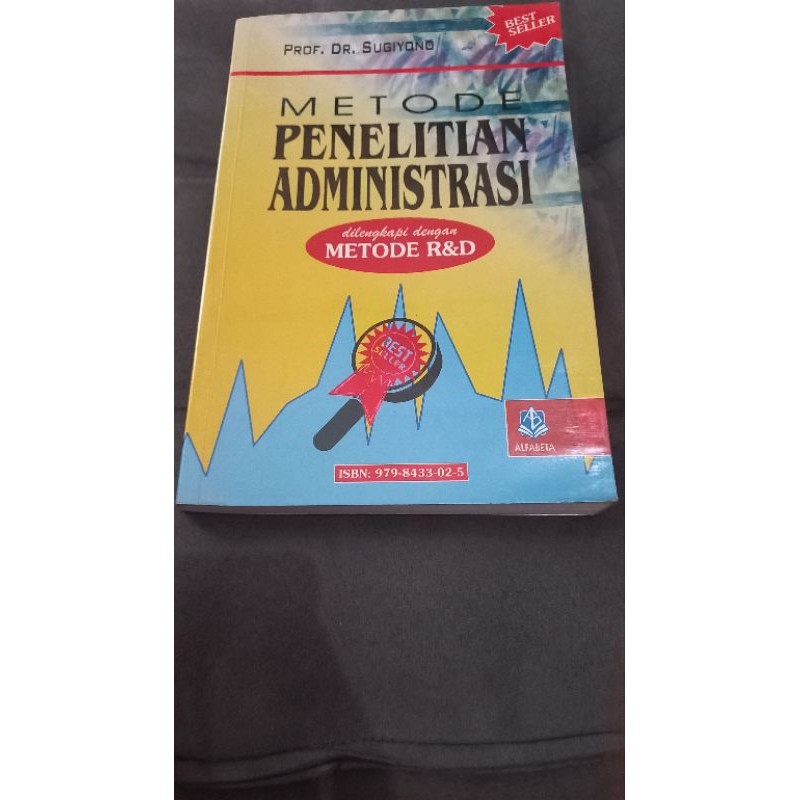 BEST
SELLER
PROF. DR. SUGIYONO
METODE
PENELITIAN
ADMINISTRASI
dilengkapi dengan
METODE R&D
BEST
SELLER
ALFABETA
ISBN: 979-8433-02-5